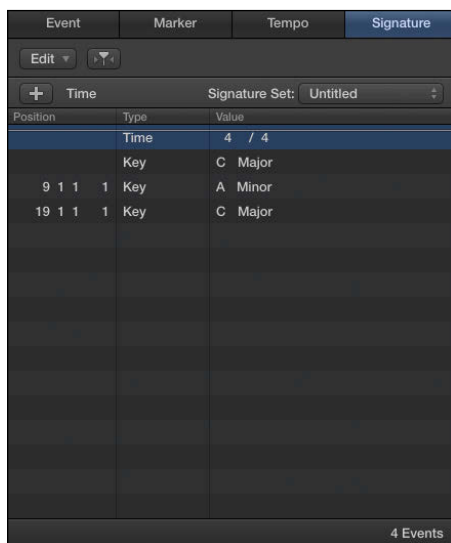 Event Marker Tempo Signature
Edit
Time Signature Set: Untitled
Position Type Value
Time 4 / 4
Key C Major
9 1 1 1 Key A Minor
19 1 1 1 Key C Major
4 Events